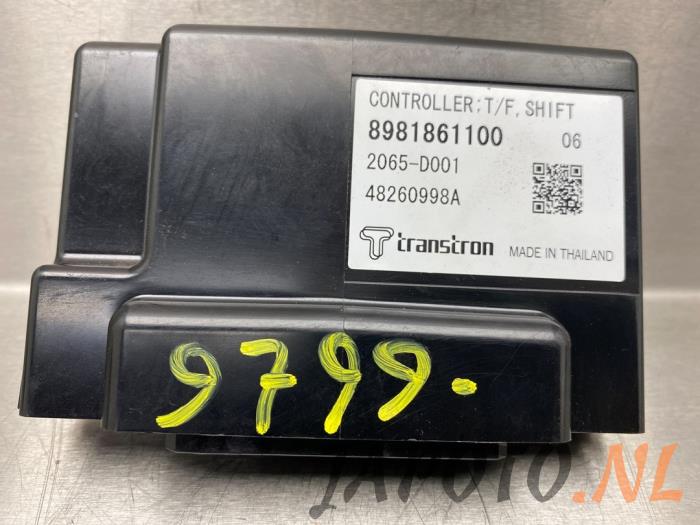 CONTROLLER;T/F, SHIFT
8981861100 06
2065-D001
48260998A
transtron MADE IN THAILAND
9799.
JAPOTO.NL